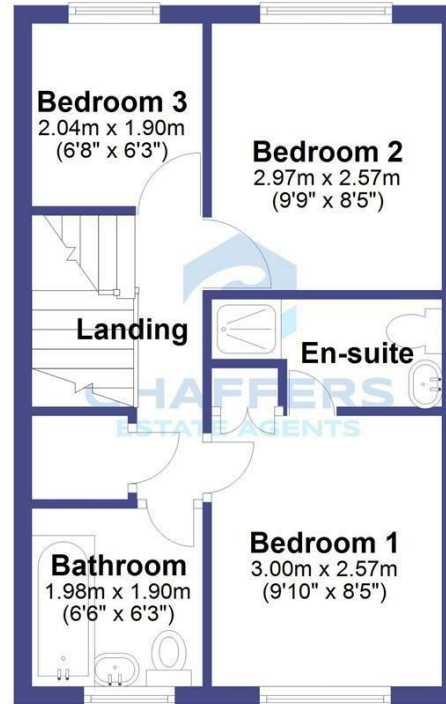 Bedroom 3
2.04m x 1.90m
(6'8" x 6'3")
Bedroom 2
2.97m x 2.57m
(9'9" x 8'5")
Landing
En-suite
CHAFFERS
ESTATE AGENTS
Bedroom 1
3.00m x 2.57m
(9'10" x 8'5")
Bathroom
1.98m x 1.90m
(6'6" x 6'3")